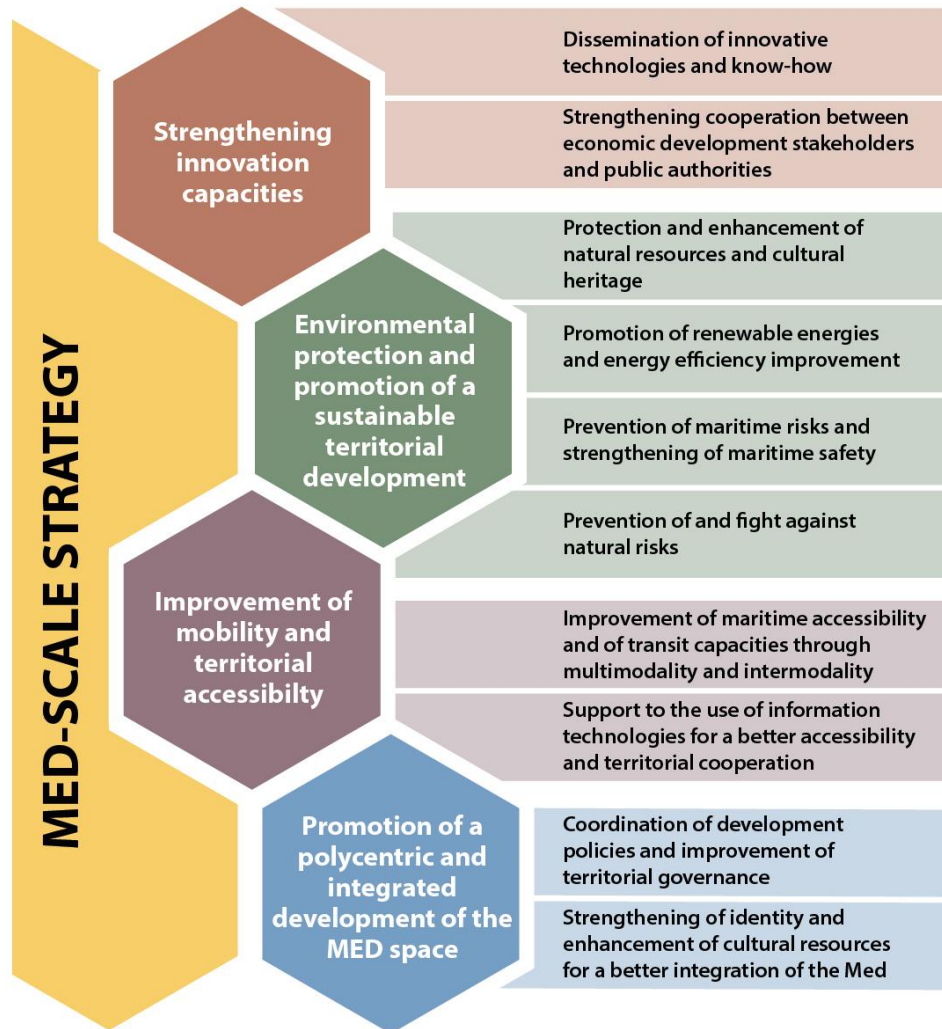 MED-SCALE STRATEGY
Strengthening
innovation
capacities
Dissemination of innovative
technologies and know-how
Strengthening cooperation between
economic development stakeholders
and public authorities
Environmental
protection and
promotion of a
sustainable
territorial
development
Protection and enhancement of
natural resources and cultural
heritage
Promotion of renewable energies
and energy efficiency improvement
Prevention of maritime risks and
strengthening of maritime safety
Prevention of and fight against
natural risks
Improvement of
mobility and
territorial
accessibilty
Improvement of maritime accessibility
and of transit capacities through
multimodality and intermodality
Support to the use of information
technologies for a better accessibility
and territorial cooperation
Promotion of a
polycentric and
integrated
development of the
MED space
Coordination of development
policies and improvement of
territorial governance
Strengthening of identity and
enhancement of cultural resources
for a better integration of the Med